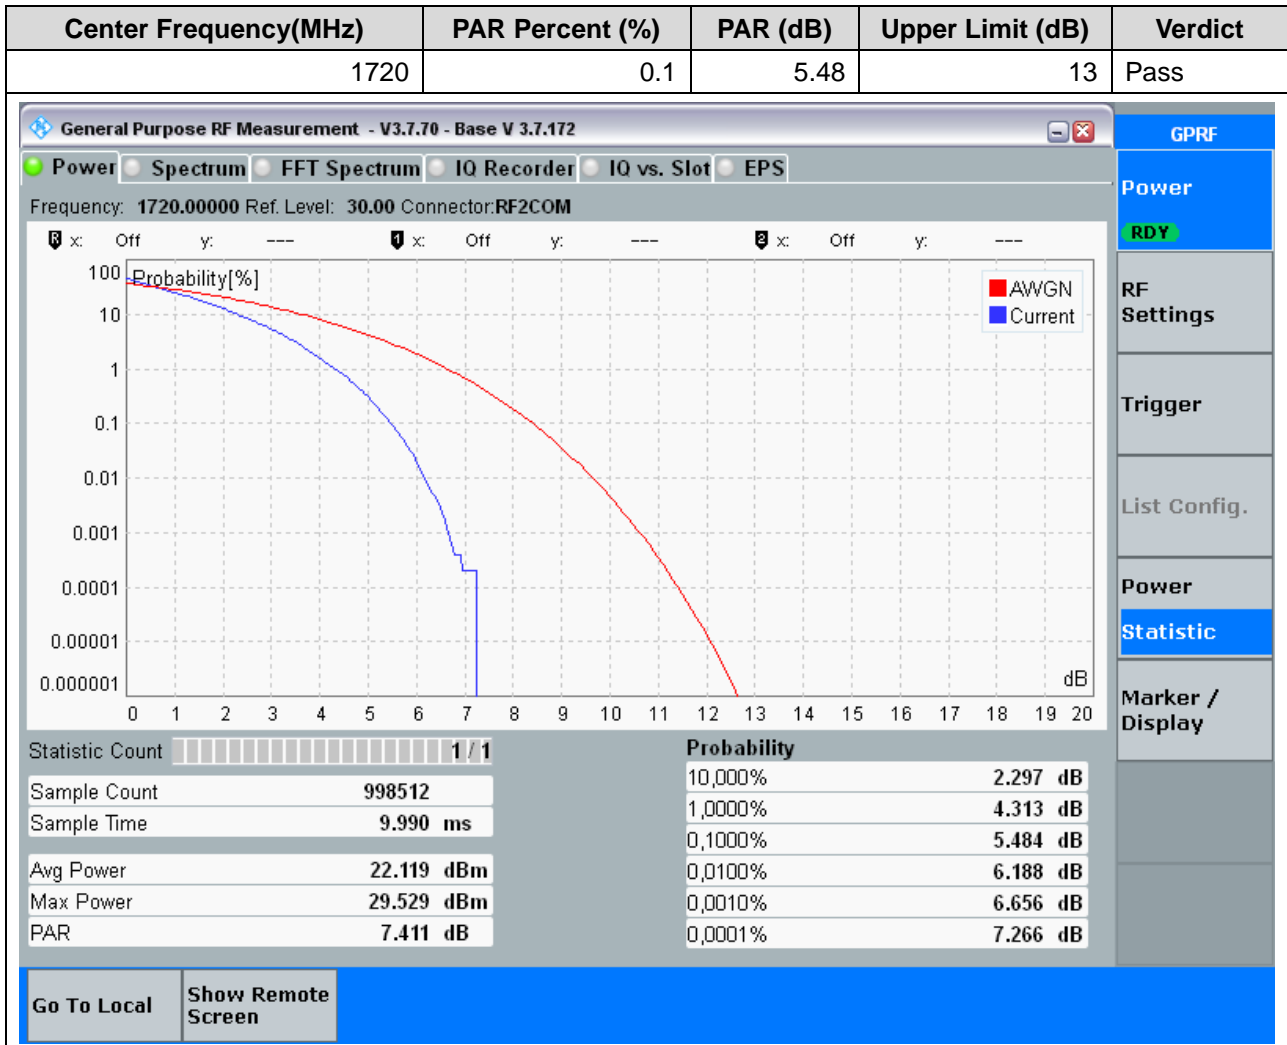 Center Frequency(MHz) PAR Percent (%) PAR (dB) Upper Limit (dB) Verdict
1720 0.1 5.48 13 Pass
General Purpose RF Measurement - V3.7.70 - Base V 3.7.172
GPRF
Power Spectrum FFT Spectrum IQ Recorder IQ vs. Slot EPS
Power
RDY
Frequency: 1720.00000 Ref. Level: 30.00 Connector:RF2COM
R x: Off y: --- 1 x: Off y: --- 2 x: Off y: ---
Probability[%]
AWGN
Current
100
10
1
0.1
0.01
0.001
0.0001
0.00001
0.000001
dB
0 1 2 3 4 5 6 7 8 9 10 11 12 13 14 15 16 17 18 19 20
RF
Settings
Trigger
List Config.
Power
Statistic
Marker /
Display
Statistic Count 1 / 1
Sample Count 998512
Sample Time 9.990 ms
Avg Power 22.119 dBm
Max Power 29.529 dBm
PAR 7.411 dB
Probability
10,000% 2.297 dB
1,0000% 4.313 dB
0,1000% 5.484 dB
0,0100% 6.188 dB
0,0010% 6.656 dB
0,0001% 7.266 dB
Go To Local
Show Remote
Screen